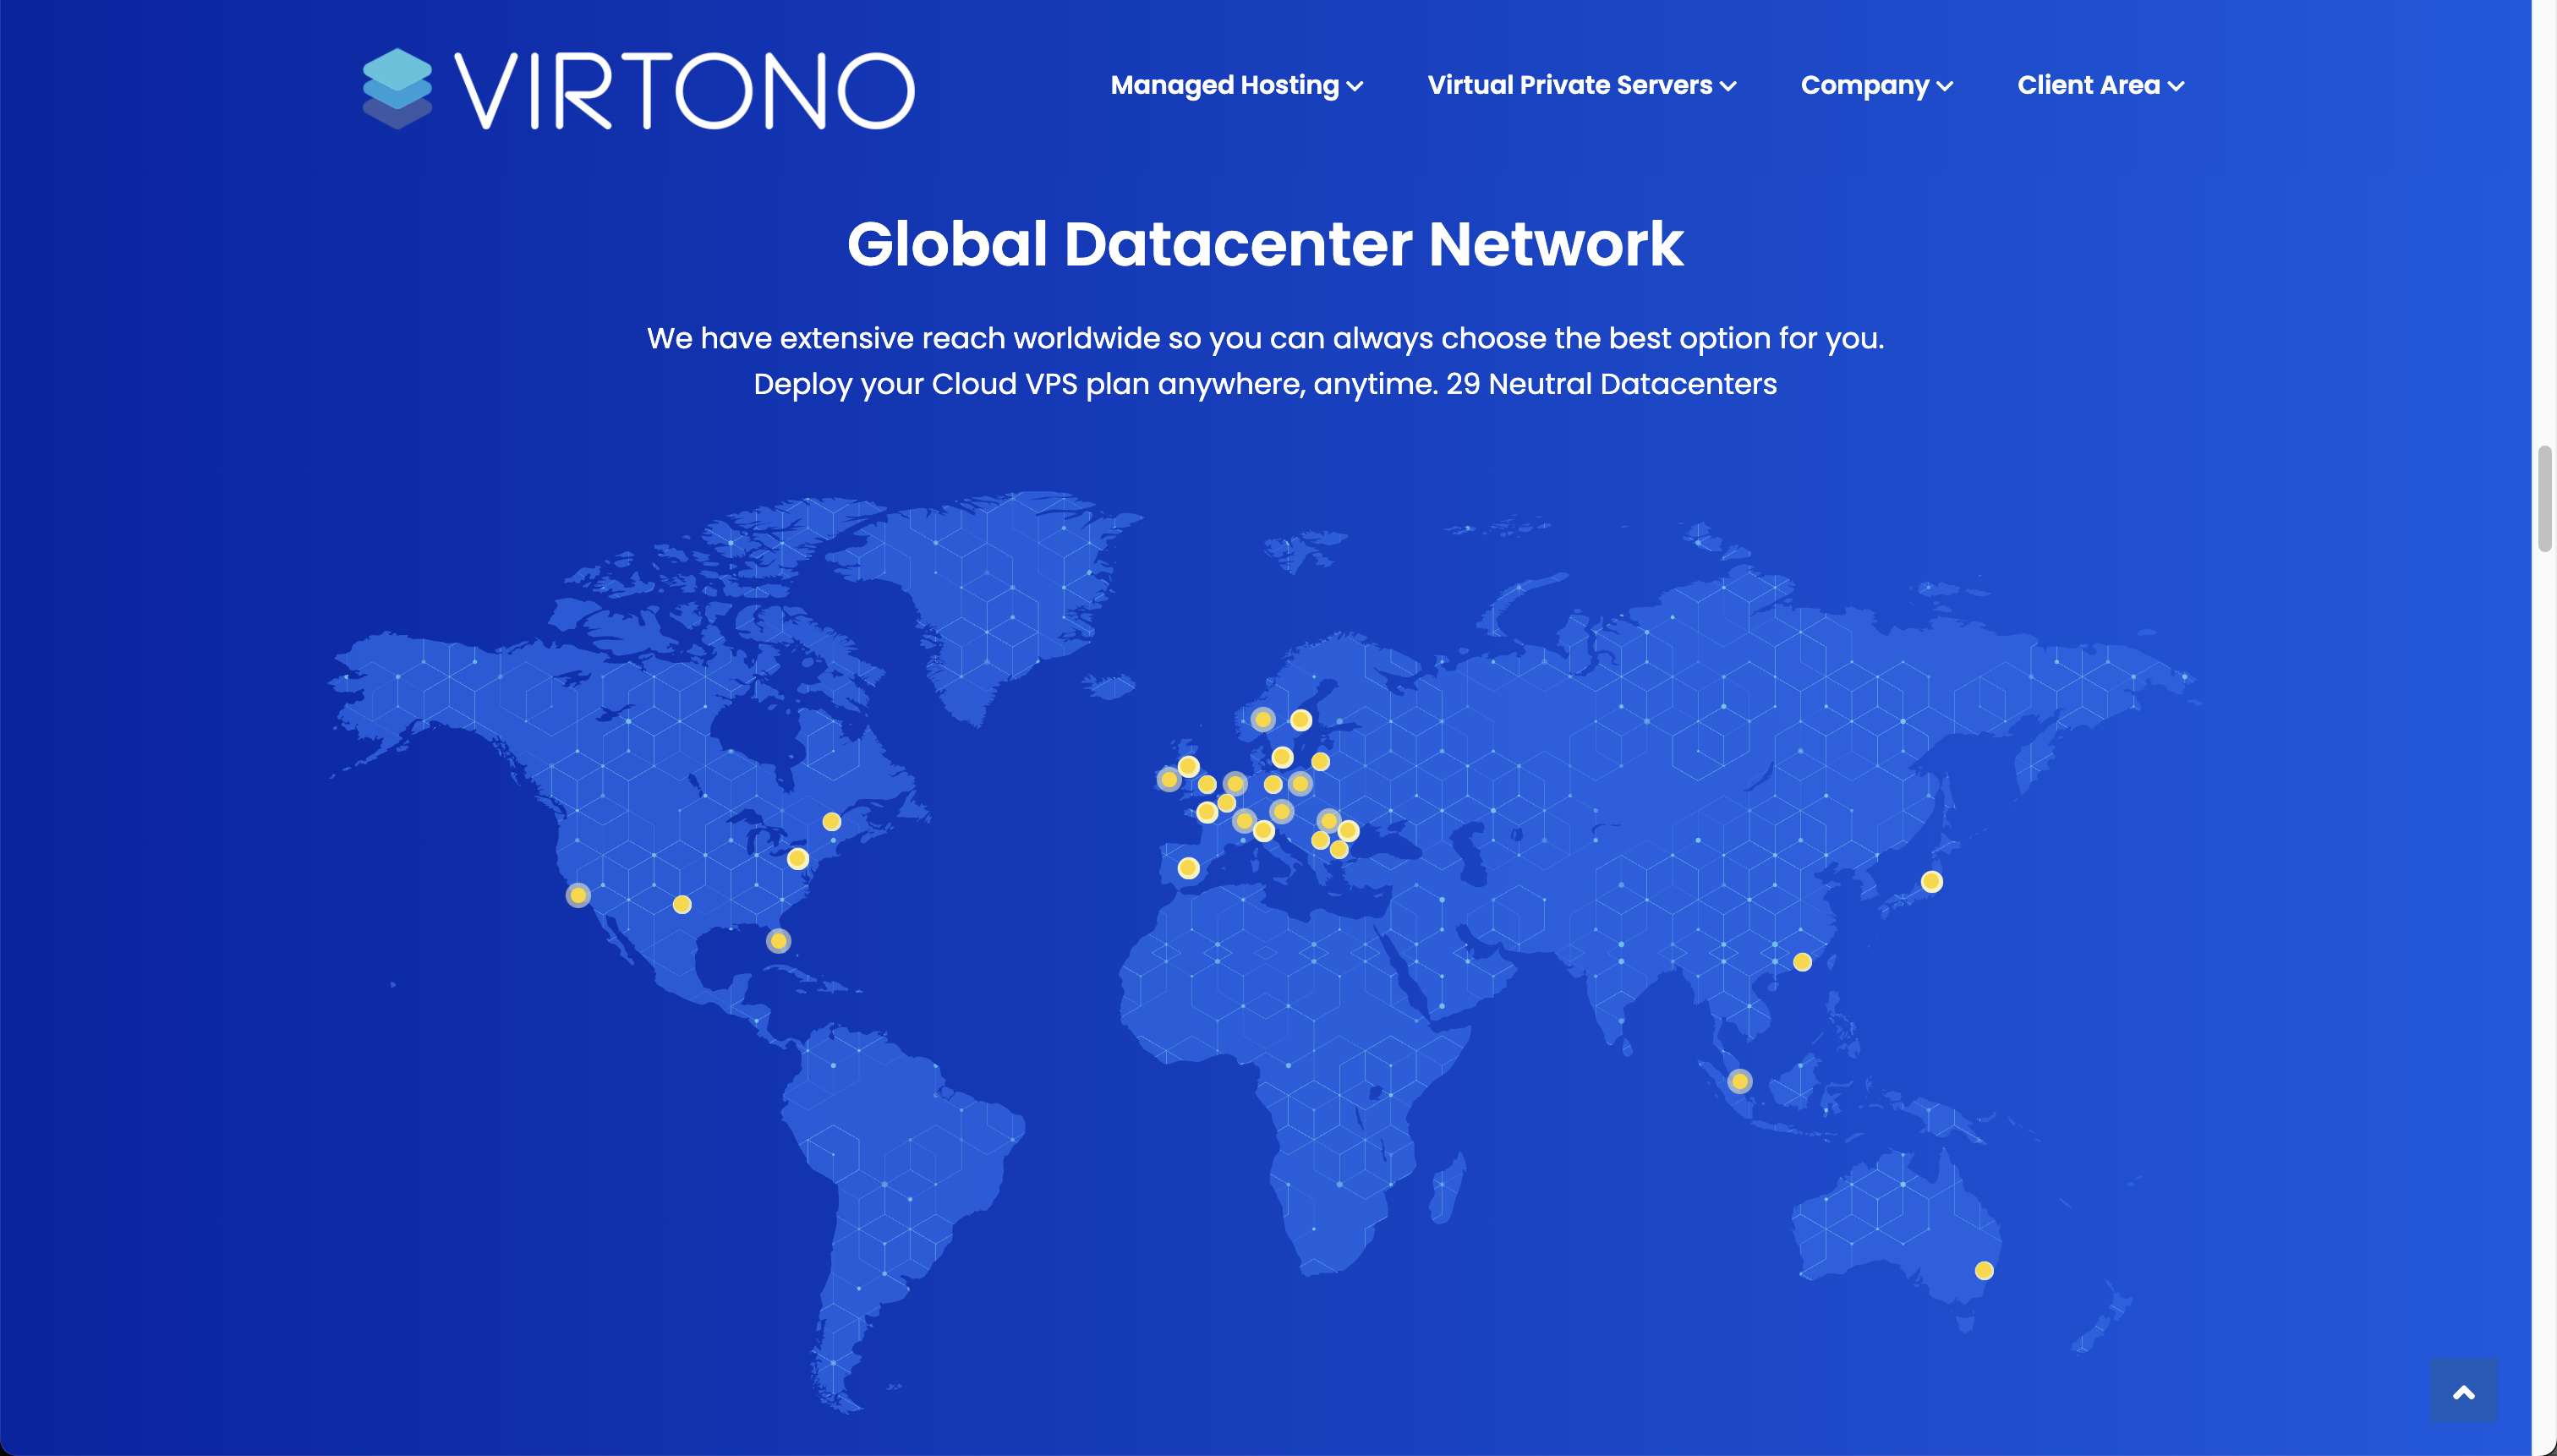 VIRTONO
Managed Hosting
Virtual Private Servers
Company
Client Area
Global Datacenter Network
We have extensive reach worldwide so you can always choose the best option for you.
Deploy your Cloud VPS plan anywhere, anytime. 29 Neutral Datacenters